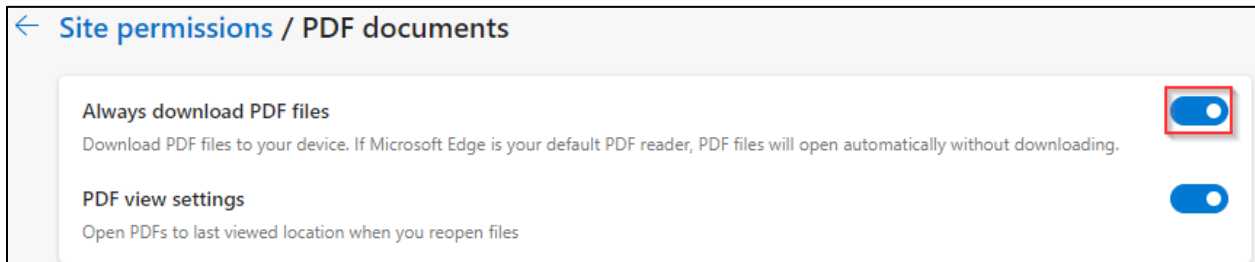 Site permissions / PDF documents
Always download PDF files
Download PDF files to your device. If Microsoft Edge is your default PDF reader, PDF files will open automatically without downloading.
PDF view settings
Open PDFs to last viewed location when you reopen files